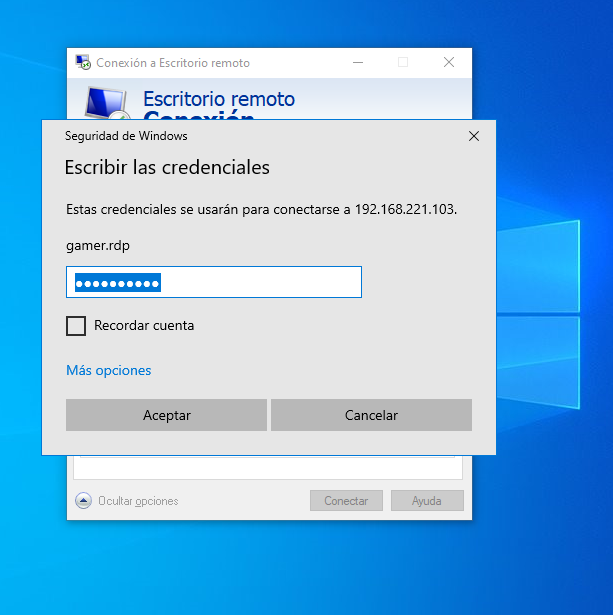 Conexión a Escritorio remoto
Escritorio remoto
Conexión
Seguridad de Windows
Escribir las credenciales
Estas credenciales se usarán para conectarse a 192.168.221.103.
gamer.rdp
●●●●●●●●●●
Recordar cuenta
Más opciones
Aceptar
Cancelar
Ocultar opciones
Conectar
Ayuda